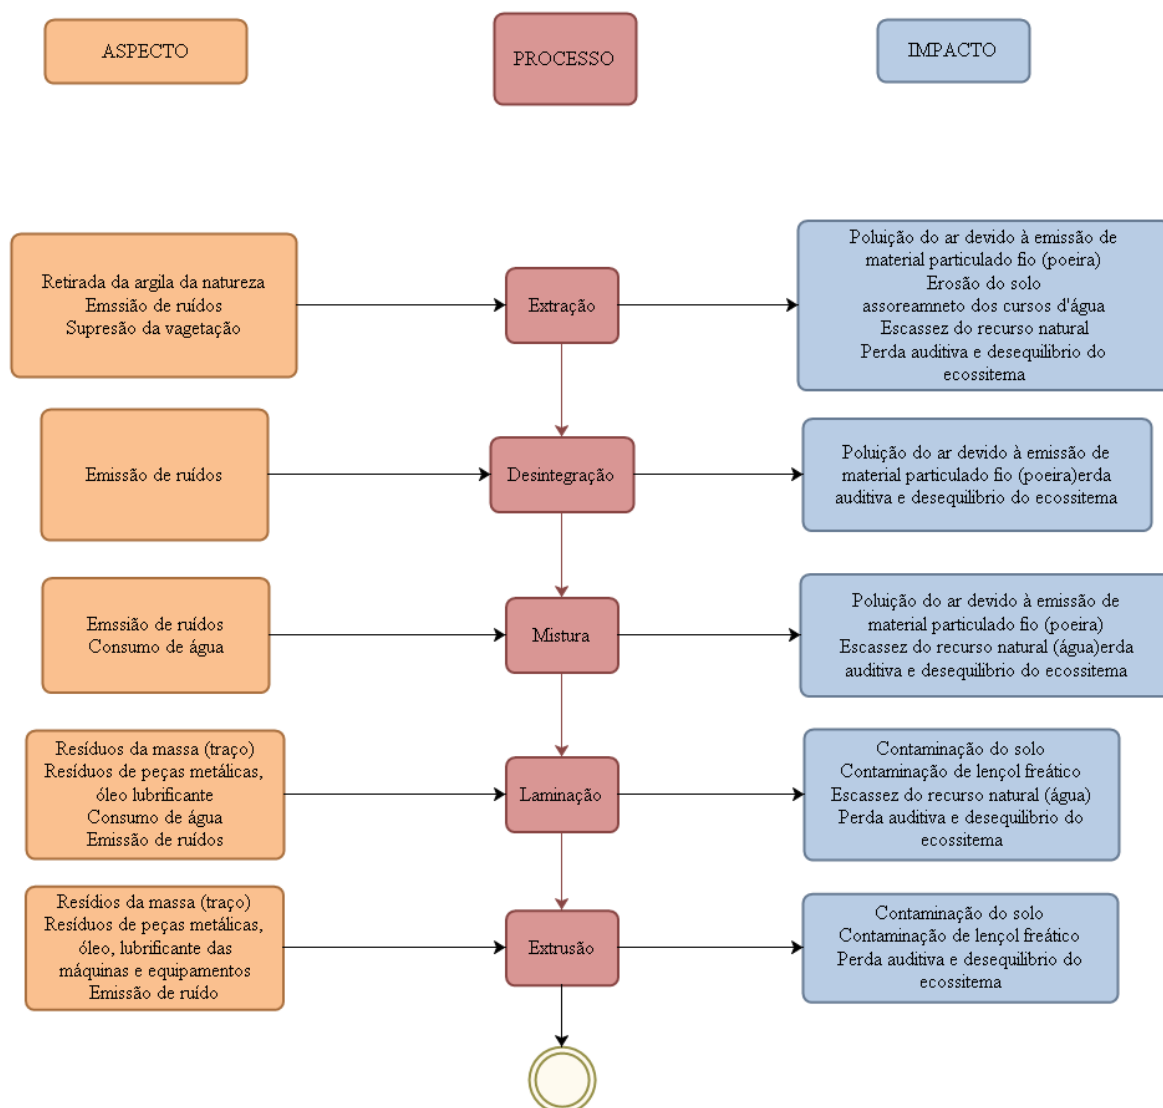 ASPECTO
PROCESSO
IMPACTO
Retirada da argila da natureza
Emssião de ruídos
Supresão da vagetação
Extração
Poluição do ar devido à emissão de
material particulado fio (poeira)
Erosão do solo
assoreamneto dos cursos d'água
Escassez do recurso natural
Perda auditiva e desequilibrio do
ecossitema
Emissão de ruídos
Desintegração
Poluição do ar devido à emissão de
material particulado fio (poeira)erda
auditiva e desequilibrio do ecossitema
Emssião de ruídos
Consumo de água
Mistura
Poluição do ar devido à emissão de
material particulado fio (poeira)
Escassez do recurso natural (água)erda
auditiva e desequilibrio do ecossitema
Resíduos da massa (traço)
Resíduos de peças metálicas,
óleo lubrificante
Consumo de água
Emissão de ruídos
Laminação
Contaminação do solo
Contaminação de lençol freático
Escassez do recurso natural (água)
Perda auditiva e desequilibrio do
ecossitema
Resídios da massa (traço)
Resíduos de peças metálicas,
óleo, lubrificante das
máquinas e equipamentos
Emissão de ruído
Extrusão
Contaminação do solo
Contaminação de lençol freático
Perda auditiva e desequilibrio do
ecossitema